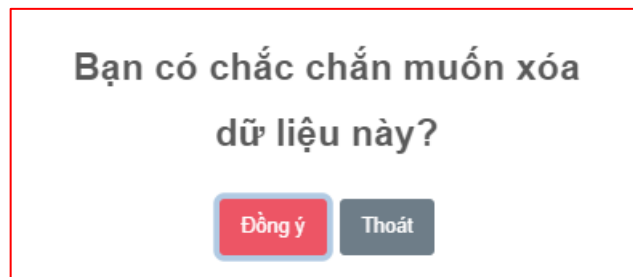 Bạn có chắc chắn muốn xóa
dữ liệu này?
Đồng ý Thoát